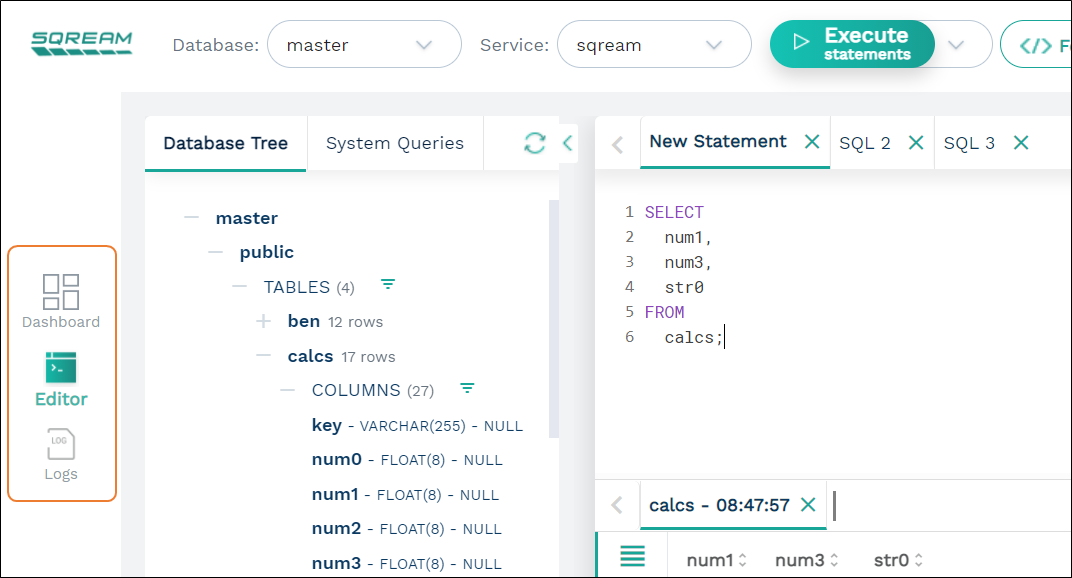 SQREAM
Database: master
Service: sqream
Execute
statements
</> F
Database Tree
System Queries
New Statement
SQL 2
SQL 3
master
public
TABLES (4)
ben 12 rows
calcs 17 rows
COLUMNS (27)
key - VARCHAR(255) - NULL
num0 - FLOAT(8) - NULL
num1 - FLOAT(8) - NULL
num2 - FLOAT(8) - NULL
num3 - FLOAT(8) - NULL
Dashboard
Editor
LOG
Logs
1 SELECT
2 num1,
3 num3,
4 str0
5 FROM
6 calcs;
calcs - 08:47:57
num1 num3 str0